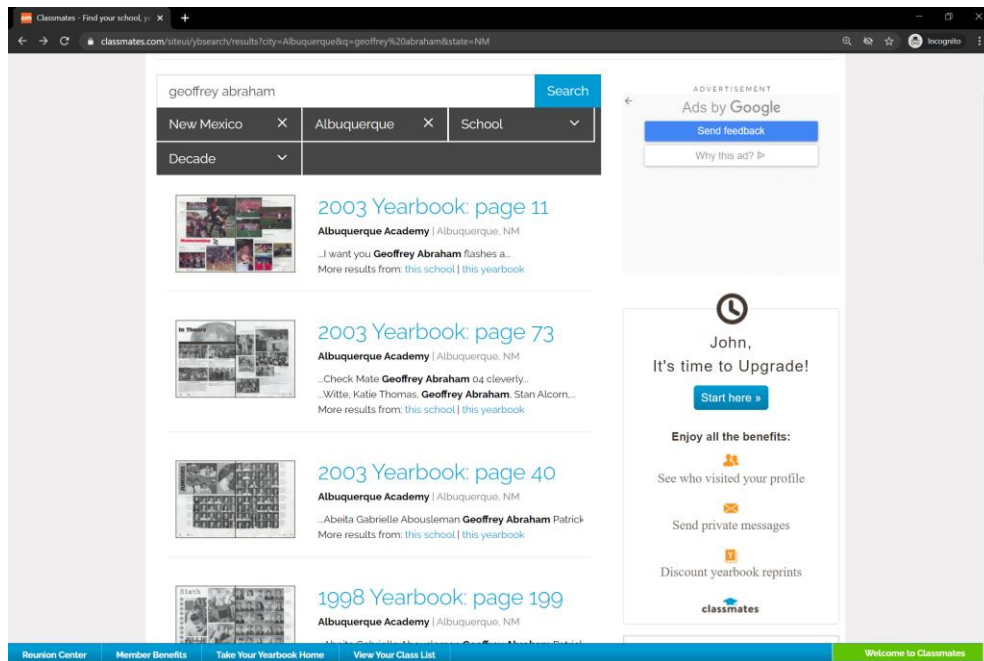 Classmates - Find your school, ye
classmates.com/siteui/ybsearch/results?city=Albuquerque&q=geoffrey%20abraham&state=NM
Incognito
geoffrey abraham
Search
New Mexico
Albuquerque
School
Decade
2003 Yearbook: page 11
Albuquerque Academy | Albuquerque, NM
...I want you Geoffrey Abraham flashes a...
More results from: this school | this yearbook
In Theory
2003 Yearbook: page 73
Albuquerque Academy | Albuquerque, NM
...Check Mate Geoffrey Abraham 04 cleverly...
...Witte, Katie Thomas, Geoffrey Abraham, Stan Alcorn,...
More results from: this school | this yearbook
2003 Yearbook: page 40
Albuquerque Academy | Albuquerque, NM
...Abeita Gabrielle Abousleman Geoffrey Abraham Patrick
More results from: this school | this yearbook
Sixth
1998 Yearbook: page 199
Albuquerque Academy | Albuquerque, NM
ADVERTISEMENT
Ads by Google
Send feedback
Why this ad?
John,
It's time to Upgrade!
Start here »
Enjoy all the benefits:
See who visited your profile
Send private messages
Discount yearbook reprints
classmates
Reunion Center
Member Benefits
Take Your Yearbook Home
View Your Class List
Welcome to Classmates